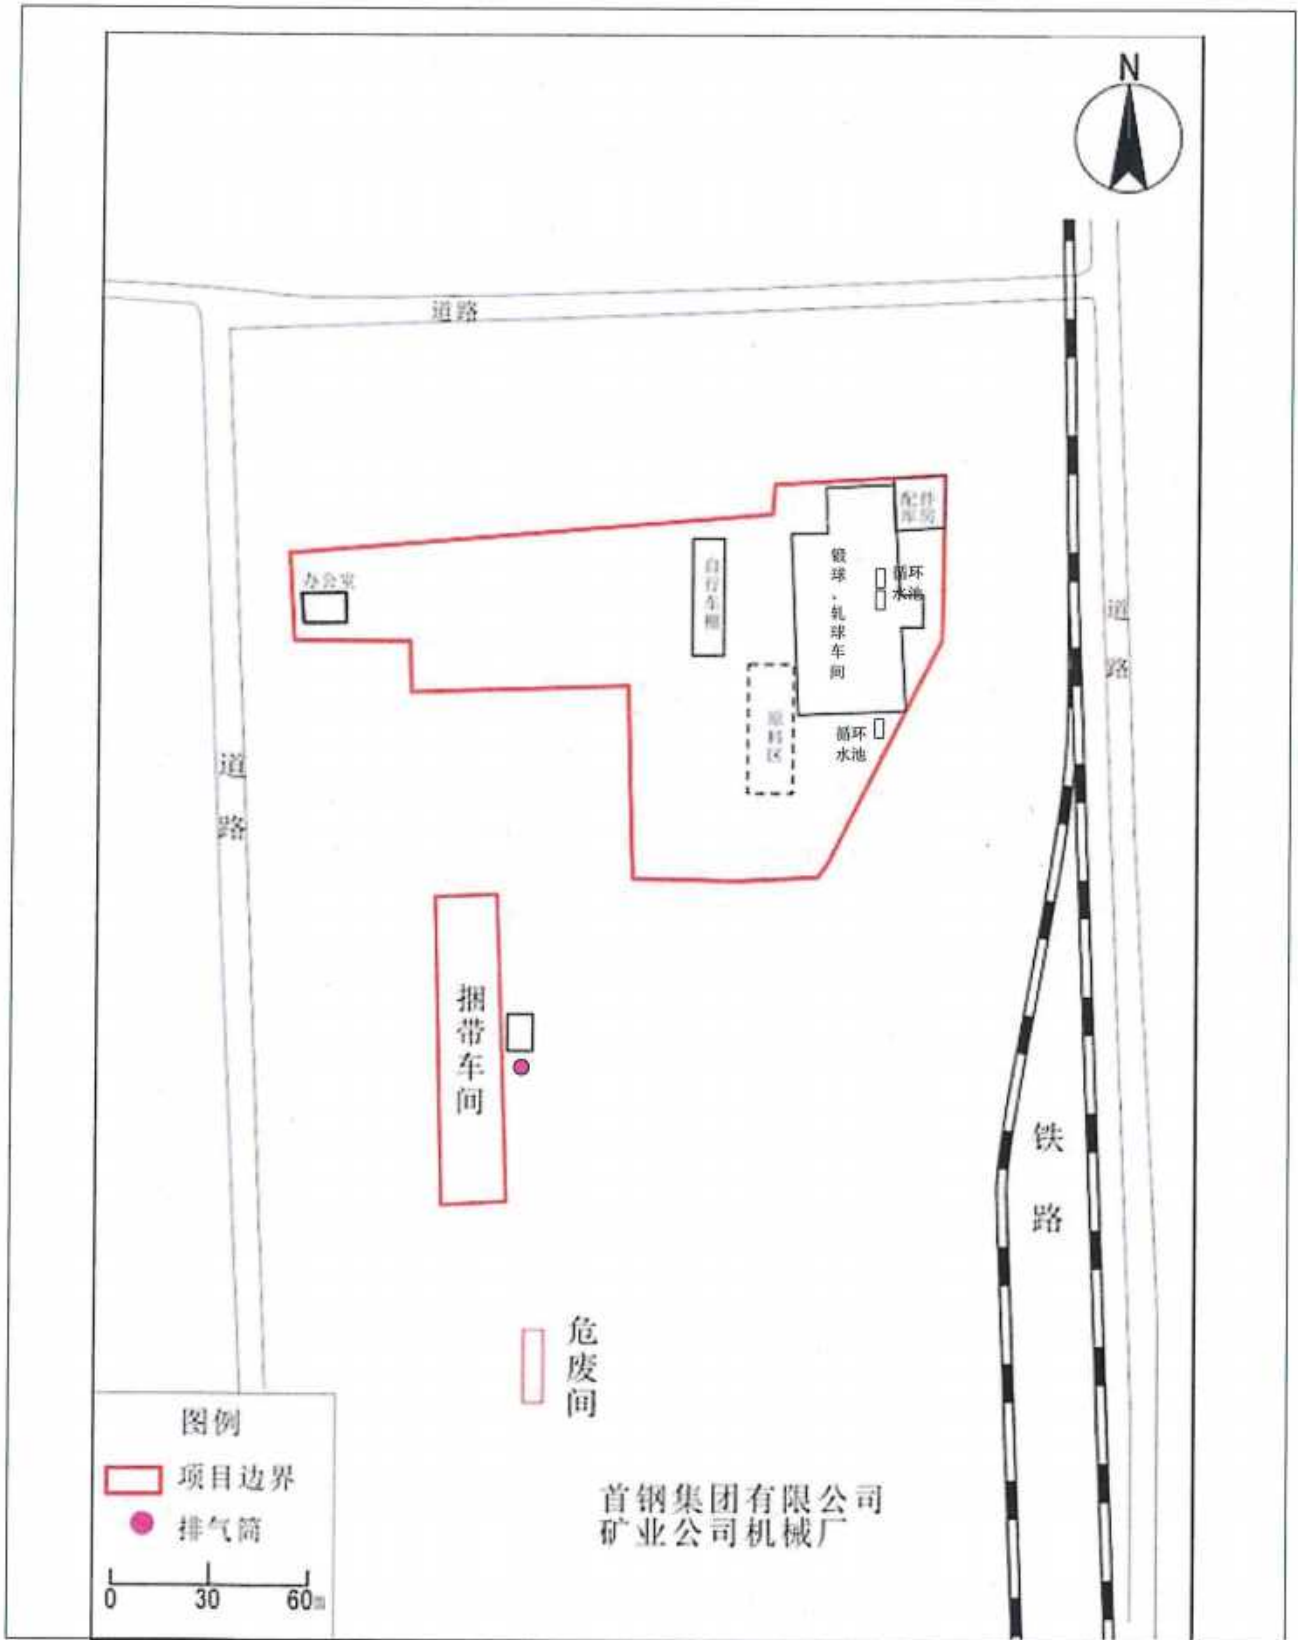 N
道路
配件
库房
办公室
自行车棚
锻球、轧球车间
循环
水池
道路
原料区
循环
水池
道路
捆带车间
铁路
危废间
图例
项目边界
排气筒
0 30 60m
首钢集团有限公司
矿业公司机械厂